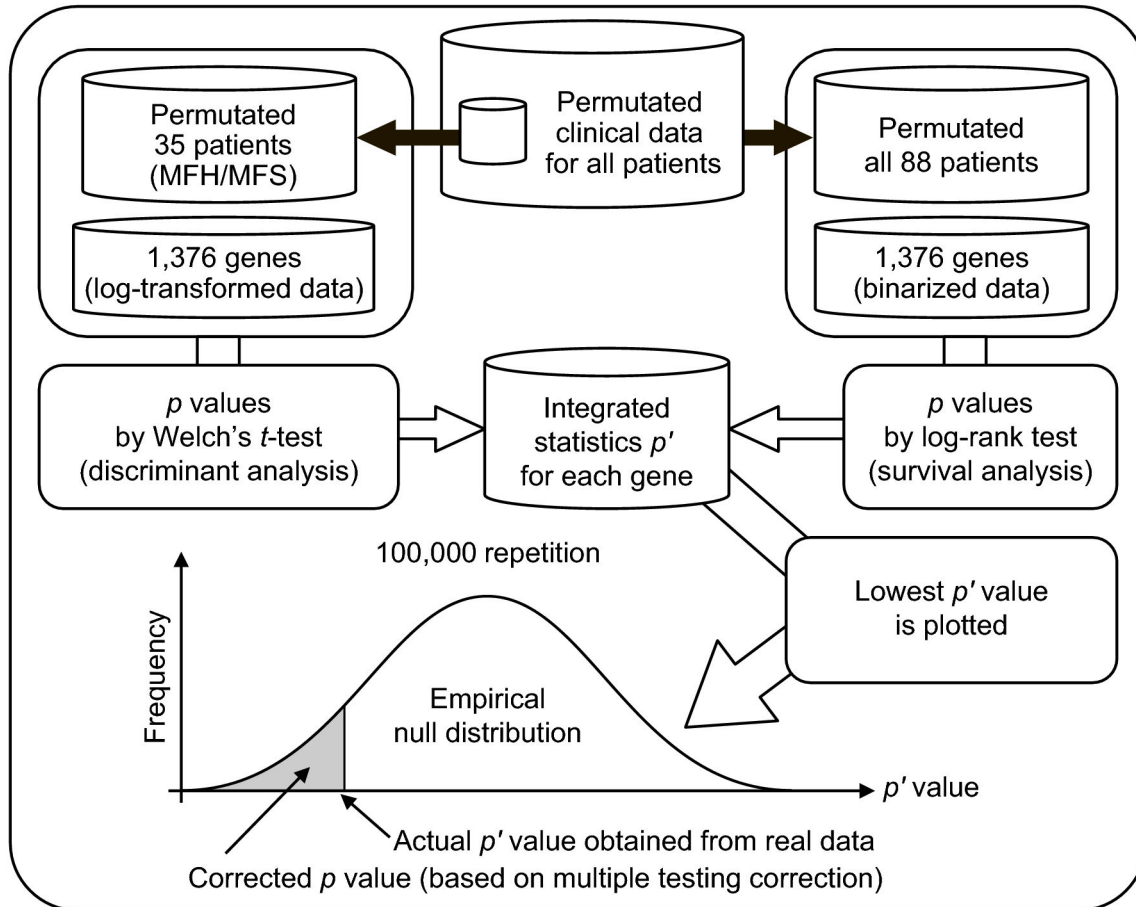 Permutated
35 patients
(MFH/MFS)
1,376 genes
(log-transformed data)
Permutated
clinical data
for all patients
Permutated
all 88 patients
1,376 genes
(binarized data)
p values
by Welch's t-test
(discriminant analysis)
Integrated
statistics p′
for each gene
p values
by log-rank test
(survival analysis)
100,000 repetition
Lowest p′ value
is plotted
Frequency
Empirical
null distribution
p′ value
Actual p′ value obtained from real data
Corrected p value (based on multiple testing correction)